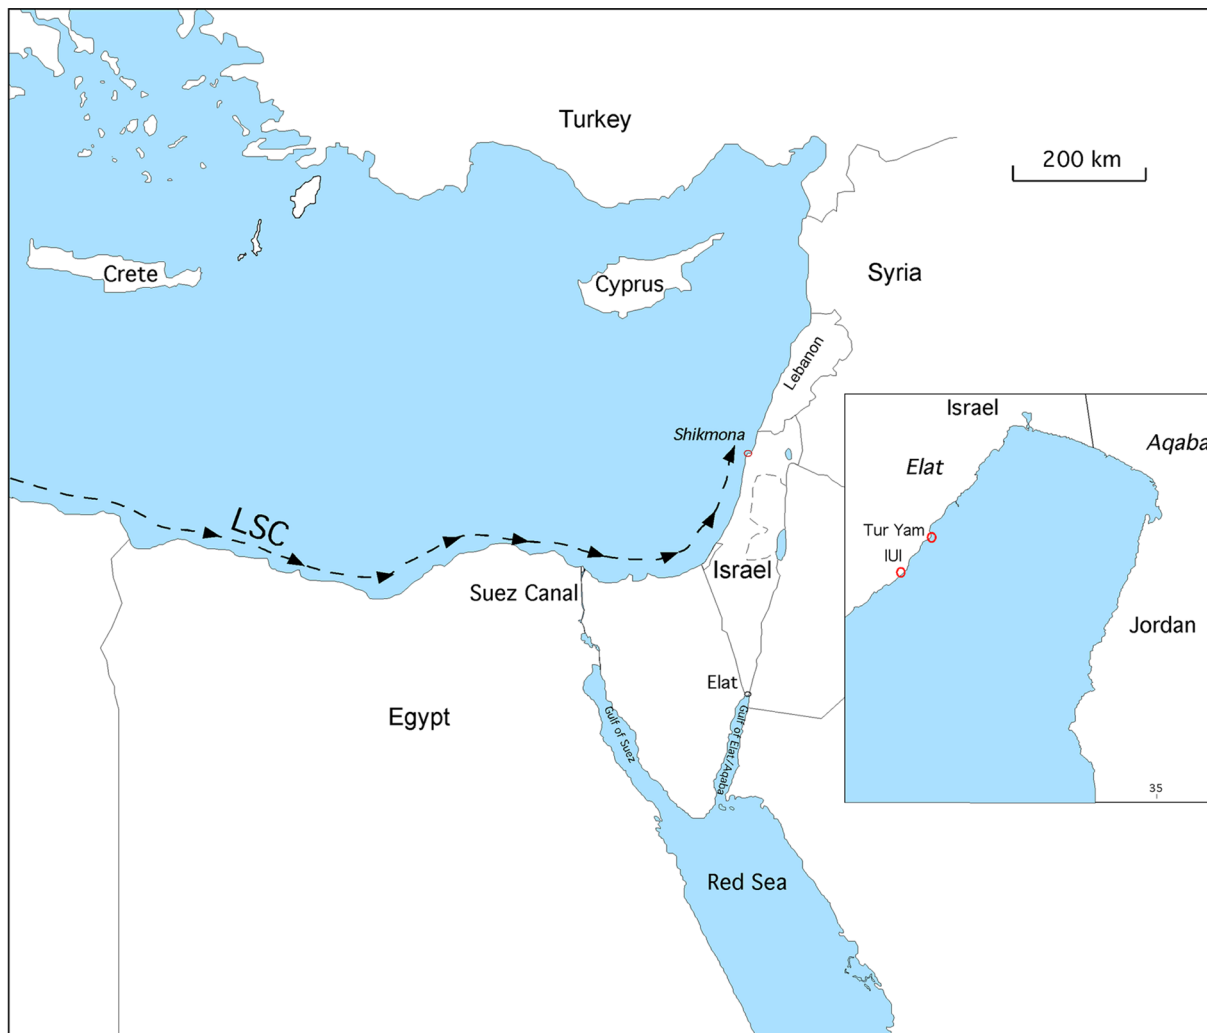 Turkey
200 km
Crete
Cyprus
Syria
Lebanon
Shikmona
LSC
Israel
Suez Canal
Elat
Egypt
Gulf of Suez
Gulf of Elat/Aqaba
Red Sea
Israel
Aqaba
Elat
Tur Yam
IUI
Jordan
35